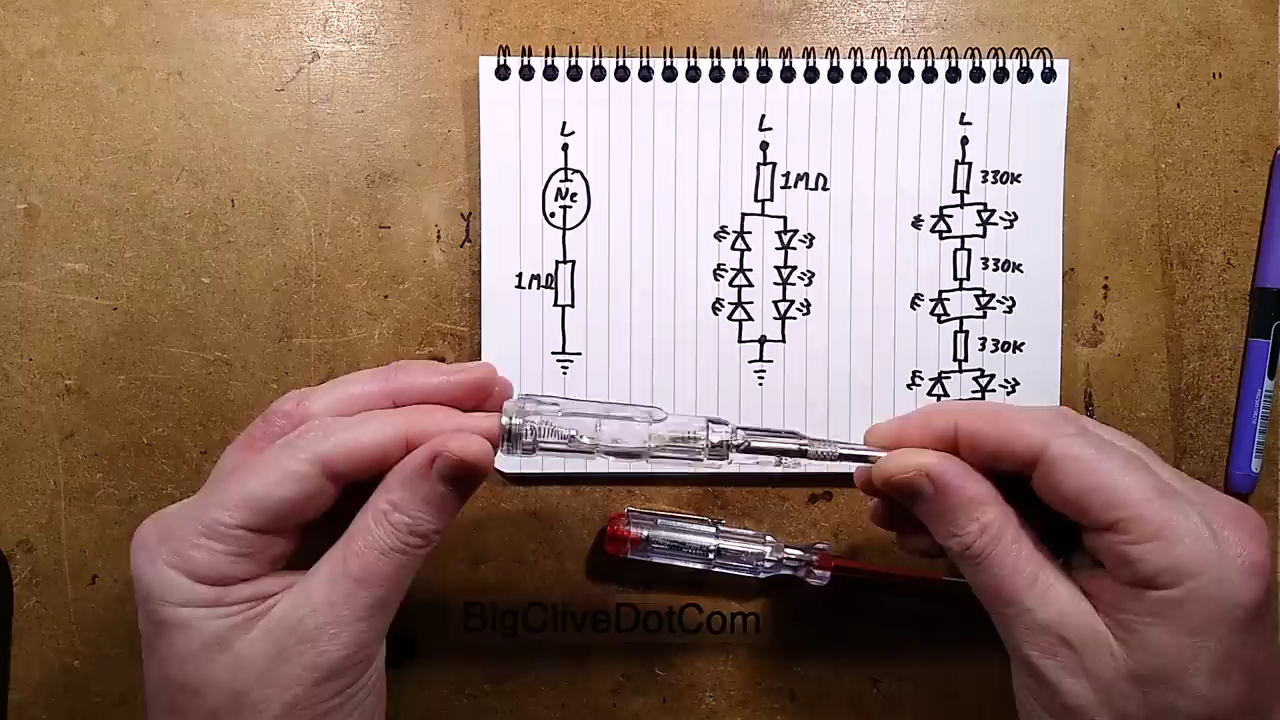 L
Ne
1MΩ
L
1MΩ
L
330K
330K
330K
BigCliveDotCom